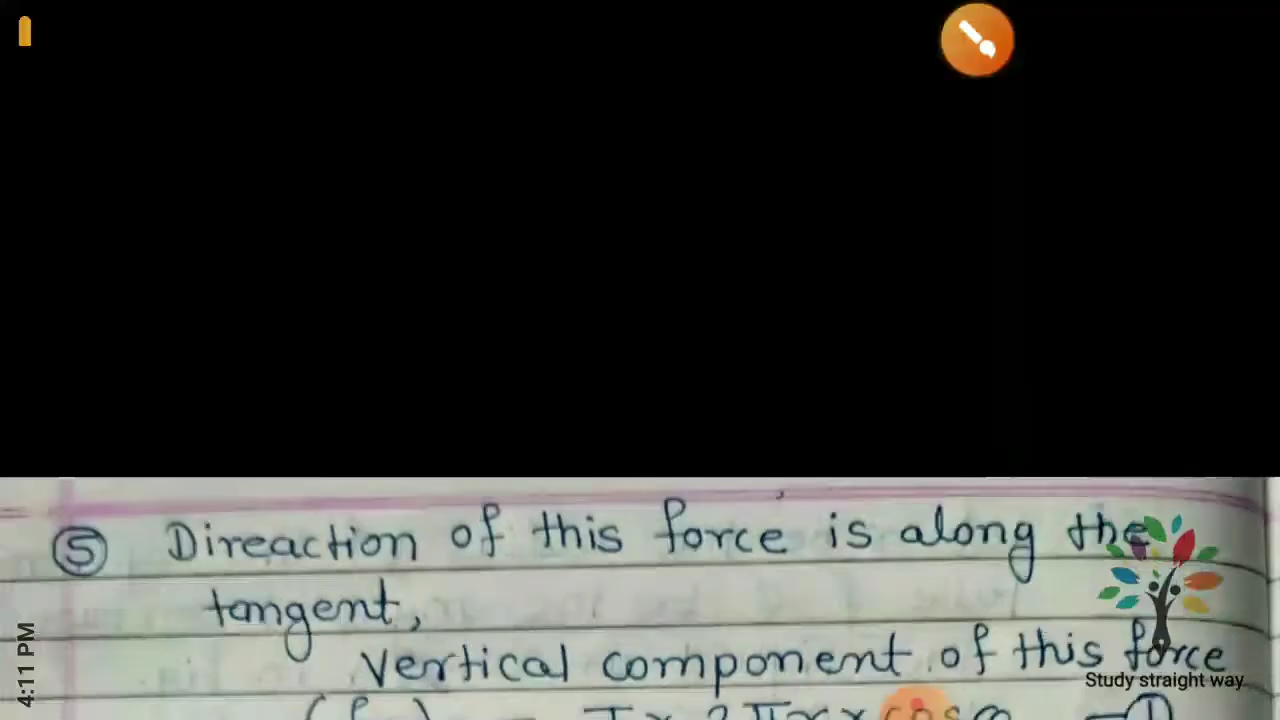 ⑤ Direaction of this force is along the
tangent,
Vertical component of this force
Study straight way
4:11 PM